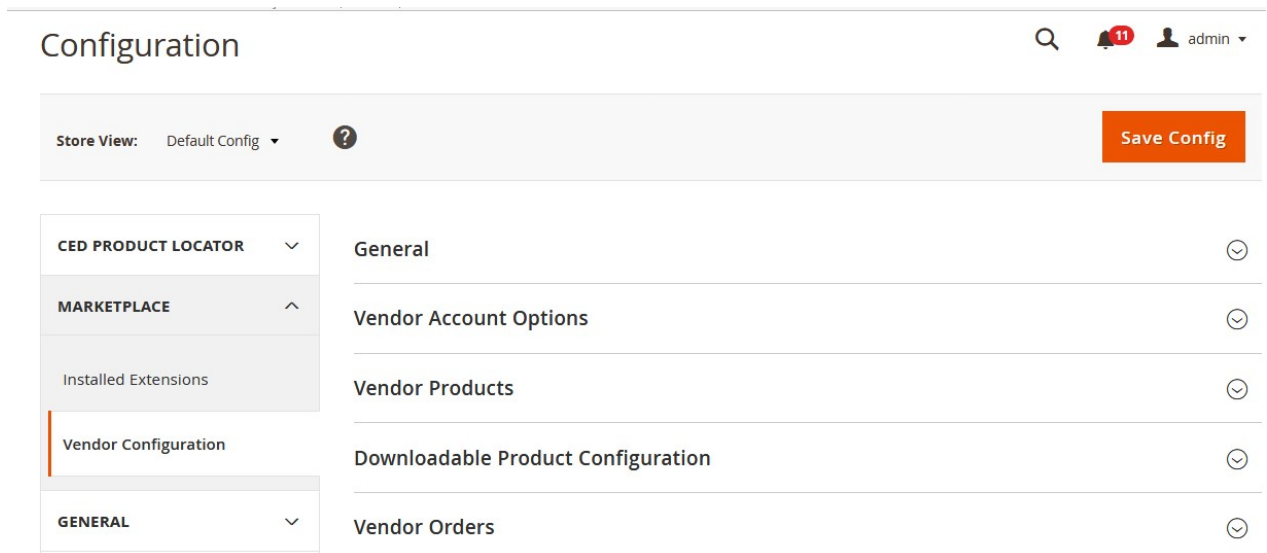 Configuration
11
admin
Store View: Default Config
?
Save Config
CED PRODUCT LOCATOR
MARKETPLACE
Installed Extensions
Vendor Configuration
GENERAL
General
Vendor Account Options
Vendor Products
Downloadable Product Configuration
Vendor Orders